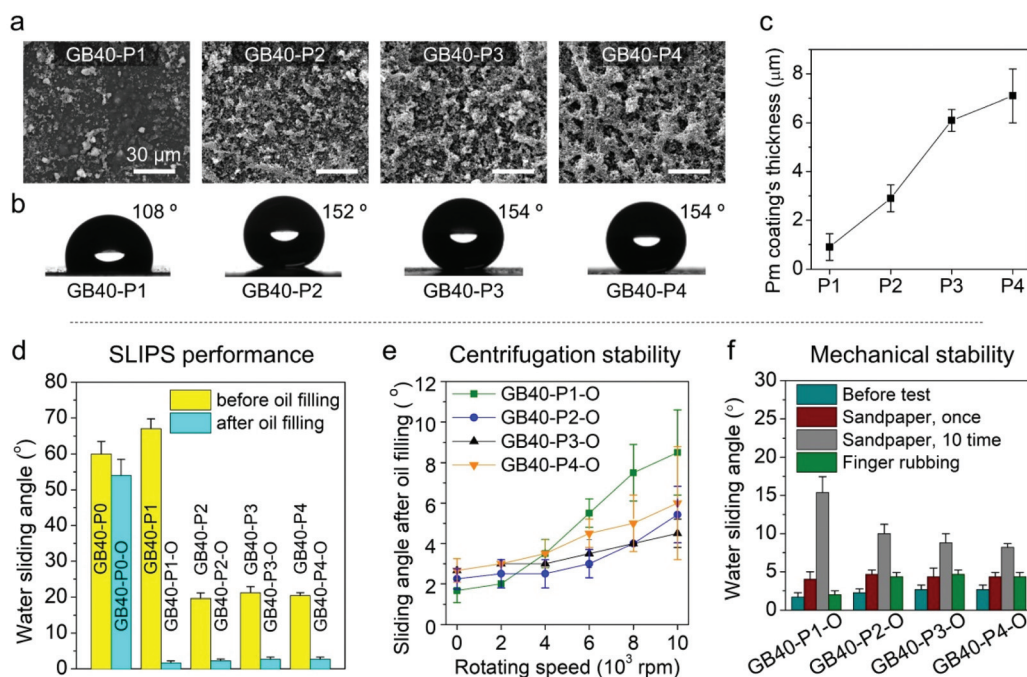 a
GB40-P1
GB40-P2
GB40-P3
GB40-P4
30 µm
b
108 º
152 º
154 º
154 º
GB40-P1
GB40-P2
GB40-P3
GB40-P4
c
Prm coating's thickness (µm)
8
6
4
2
0
P1
P2
P3
P4
d
SLIPS performance
Water sliding angle (°)
80
70
60
50
40
30
20
10
0
before oil filling
after oil filling
GB40-P0
GB40-P0-O
GB40-P1
GB40-P1-O
GB40-P2
GB40-P2-O
GB40-P3
GB40-P3-O
GB40-P4
GB40-P4-O
e
Centrifugation stability
Sliding angle after oil filling (°)
12
10
8
6
4
2
0
GB40-P1-O
GB40-P2-O
GB40-P3-O
GB40-P4-O
0
2
4
6
8
10
Rotating speed (10³ rpm)
f
Mechanical stability
Water sliding angle (°)
30
25
20
15
10
5
0
Before test
Sandpaper, once
Sandpaper, 10 time
Finger rubbing
GB40-P1-O
GB40-P2-O
GB40-P3-O
GB40-P4-O